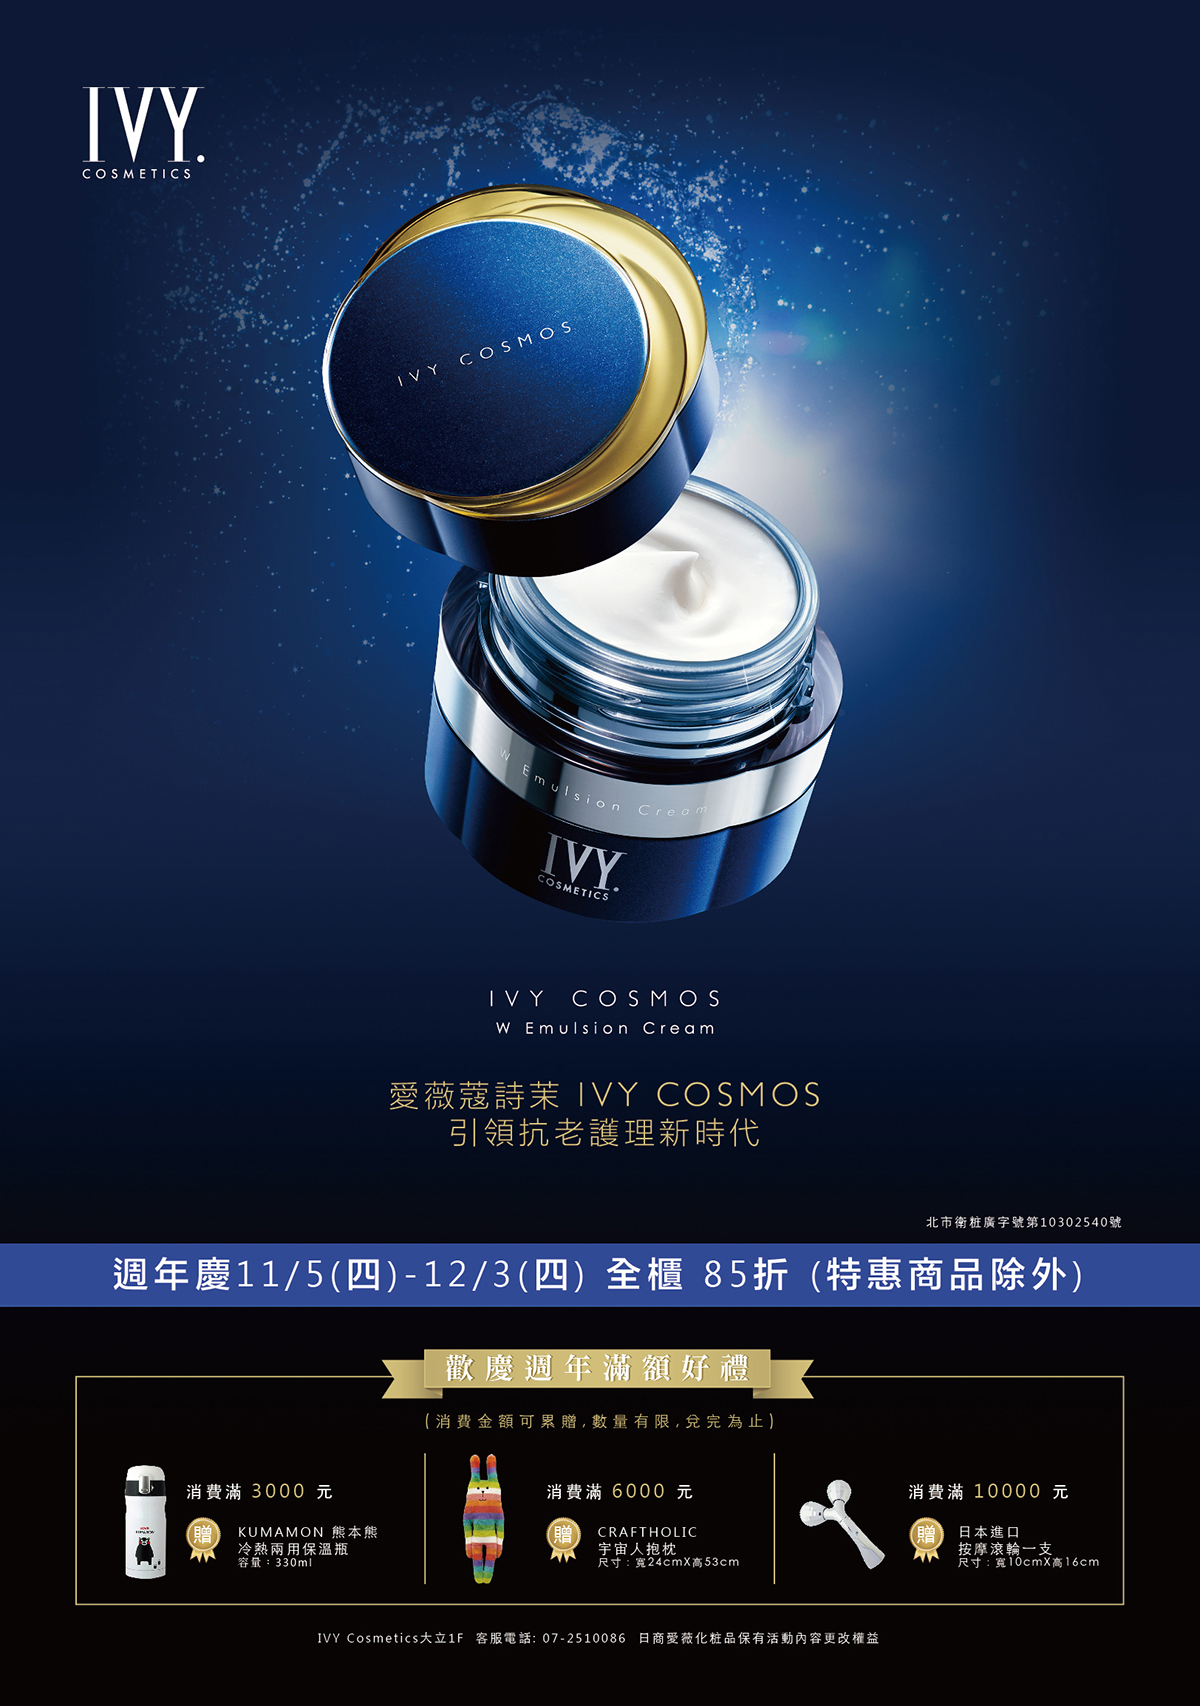 IVY.
COSMETICS
IVY COSMOS
W Emulsion Cream
IVY.
COSMETICS
IVY COSMOS
W Emulsion Cream
愛薇蔻詩茉 IVY COSMOS
引領抗老護理新時代
北市衛粧廣字號第10302540號
週年慶11/5(四)-12/3(四) 全櫃 85折 (特惠商品除外)
歡慶週年滿額好禮
(消費金額可累贈,數量有限,兌完為止)
消費滿 3000 元
贈
KUMAMON 熊本熊
冷熱兩用保溫瓶
容量：330ml
消費滿 6000 元
贈
CRAFTHOLIC
宇宙人抱枕
尺寸：寬24cmX高53cm
消費滿 10000 元
贈
日本進口
按摩滾輪一支
尺寸：寬10cmX高16cm
IVY Cosmetics大立1F 客服電話: 07-2510086 日商愛薇化粧品保有活動內容更改權益